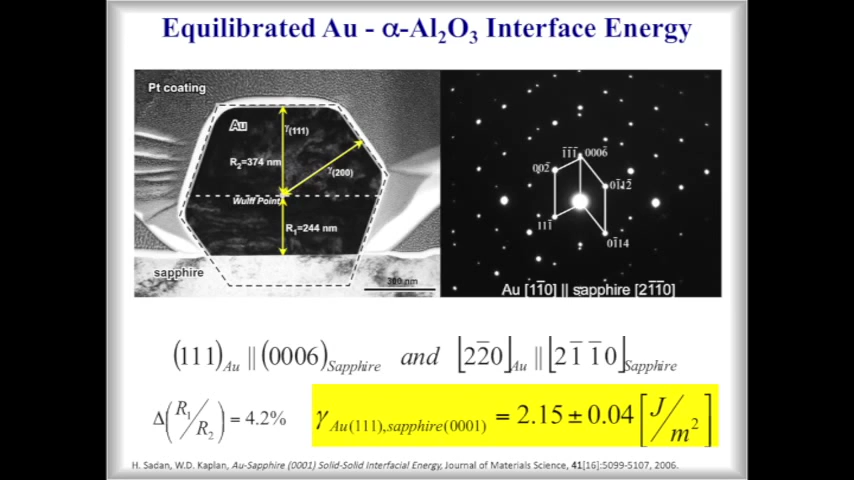 Equilibrated Au - α-Al₂O₃ Interface Energy
Pt coating
Au
γ(111)
R₂=374 nm
γ(200)
Wulff Point
R₁=244 nm
sapphire
300 nm
1̅1̅1̅ 0006̅
002̅
01̅12̅
111̅
01̅14
Au [11̅0] || sapphire [21̅1̅0]
(111)Au || (0006)Sapphire and [22̅0]Au || [21̅1̅0]Sapphire
Δ(R₁/R₂) = 4.2%
γ Au(111),sapphire(0001) = 2.15 ± 0.04 [J/m²]
H. Sadan, W.D. Kaplan, Au-Sapphire (0001) Solid-Solid Interfacial Energy, Journal of Materials Science, 41[16]:5099-5107, 2006.